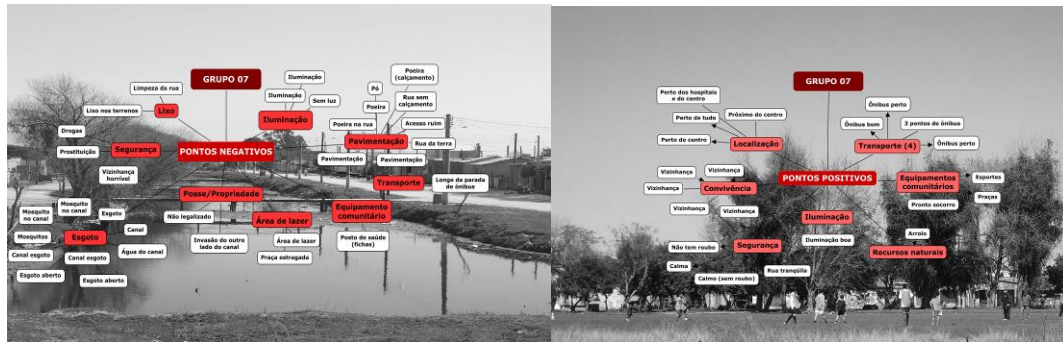 GRUPO 07
PONTOS NEGATIVOS
Lixo
Limpeza da rua
Lixo nos terrenos
Iluminação
Iluminação
Iluminação
Sem luz
Segurança
Drogas
Prostituição
Vizinhança
horrível
Pavimentação
Pó
Poeira
Poeira
(calçamento)
Rua sem
calçamento
Acesso ruim
Poeira na rua
Rua da terra
Pavimentação
Pavimentação
Transporte
Longe da parada
de ônibus
Posse/Propriedade
Não legalizado
Invasão do outro
lado do canal
Área de lazer
Área de lazer
Praça estragada
Equipamento
comunitário
Posto de saúde
(fichas)
Esgoto
Mosquito
no canal
Mosquito
no canal
Esgoto
Canal
Mosquitos
Água do canal
Canal esgoto
Canal esgoto
Esgoto aberto
Esgoto aberto
GRUPO 07
PONTOS POSITIVOS
Localização
Perto dos hospitais
e do centro
Próxima do centro
Perto de tudo
Perto do centro
Transporte (4)
Ônibus perto
Ônibus bom
3 pontos de ônibus
Ônibus perto
Convivência
Vizinhança
Vizinhança
Vizinhança
Vizinhança
Equipamentos
comunitários
Esportes
Praças
Pronto socorro
Iluminação
Iluminação boa
Segurança
Não tem roubo
Calma
Calmo (sem roubo)
Rua tranqüila
Recursos naturais
Arroio